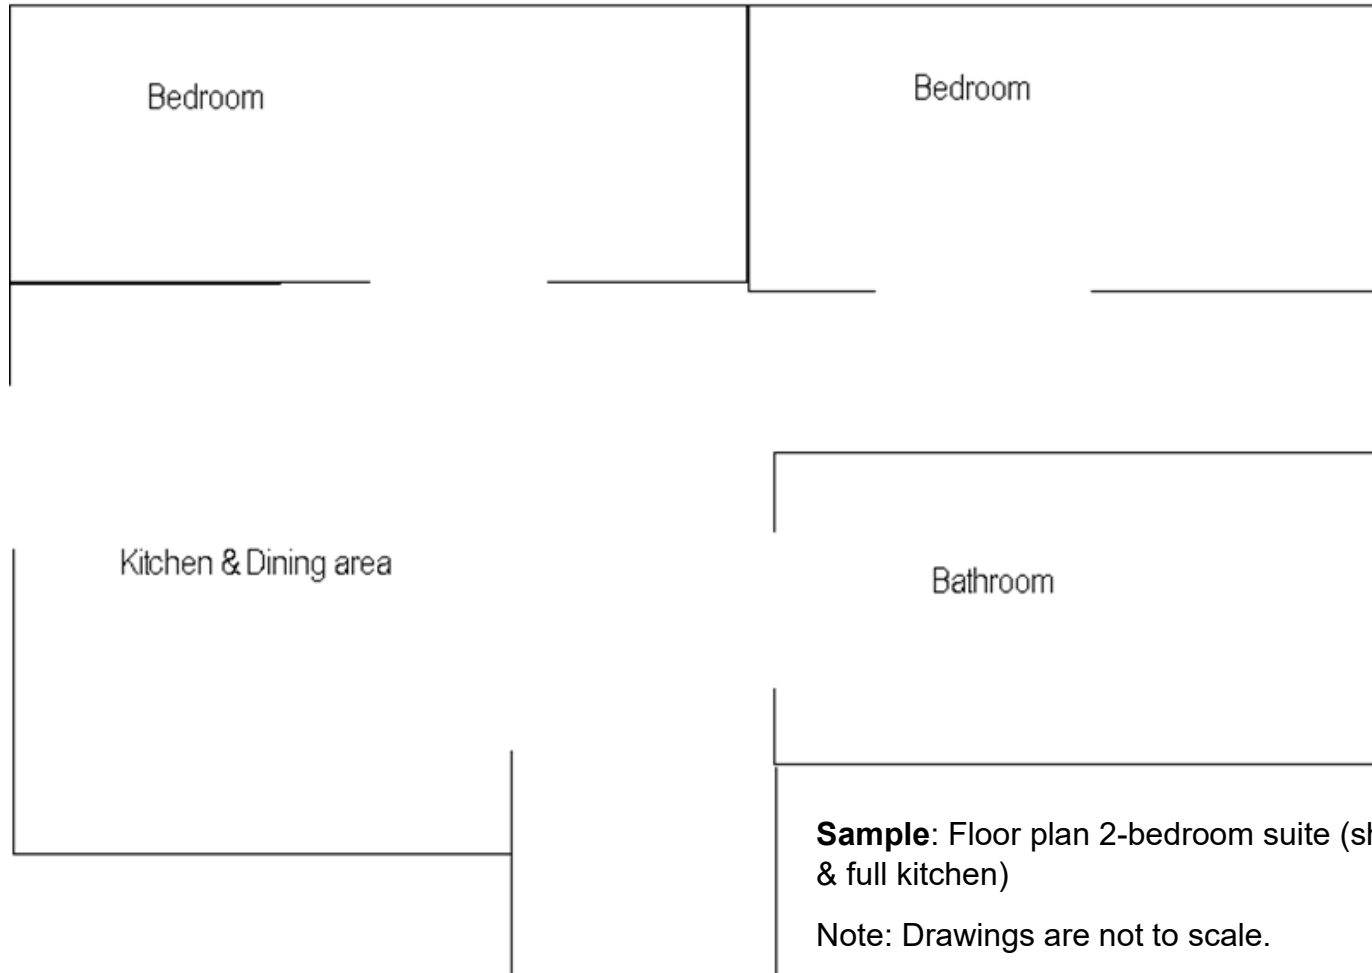 Bedroom
Bedroom
Kitchen & Dining area
Bathroom
Sample: Floor plan 2-bedroom suite
& full kitchen)
Note: Drawings are not to scale.